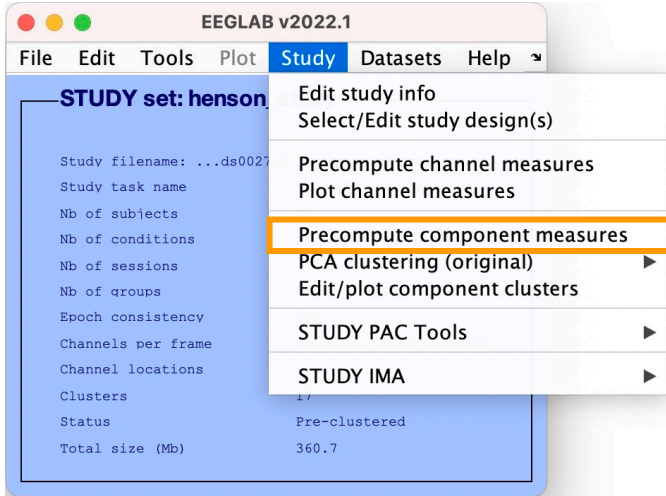 EEGLAB v2022.1
File Edit Tools Plot Study Datasets Help
STUDY set: henson_
Edit study info
Select/Edit study design(s)
Study filename: ...ds0027
Precompute channel measures
Study task name
Plot channel measures
Nb of subjects
Precompute component measures
Nb of conditions
PCA clustering (original)
Nb of sessions
Edit/plot component clusters
Nb of groups
Epoch consistency
STUDY PAC Tools
Channels per frame
Channel locations
STUDY IMA
Clusters 17
Status Pre-clustered
Total size (Mb) 360.7